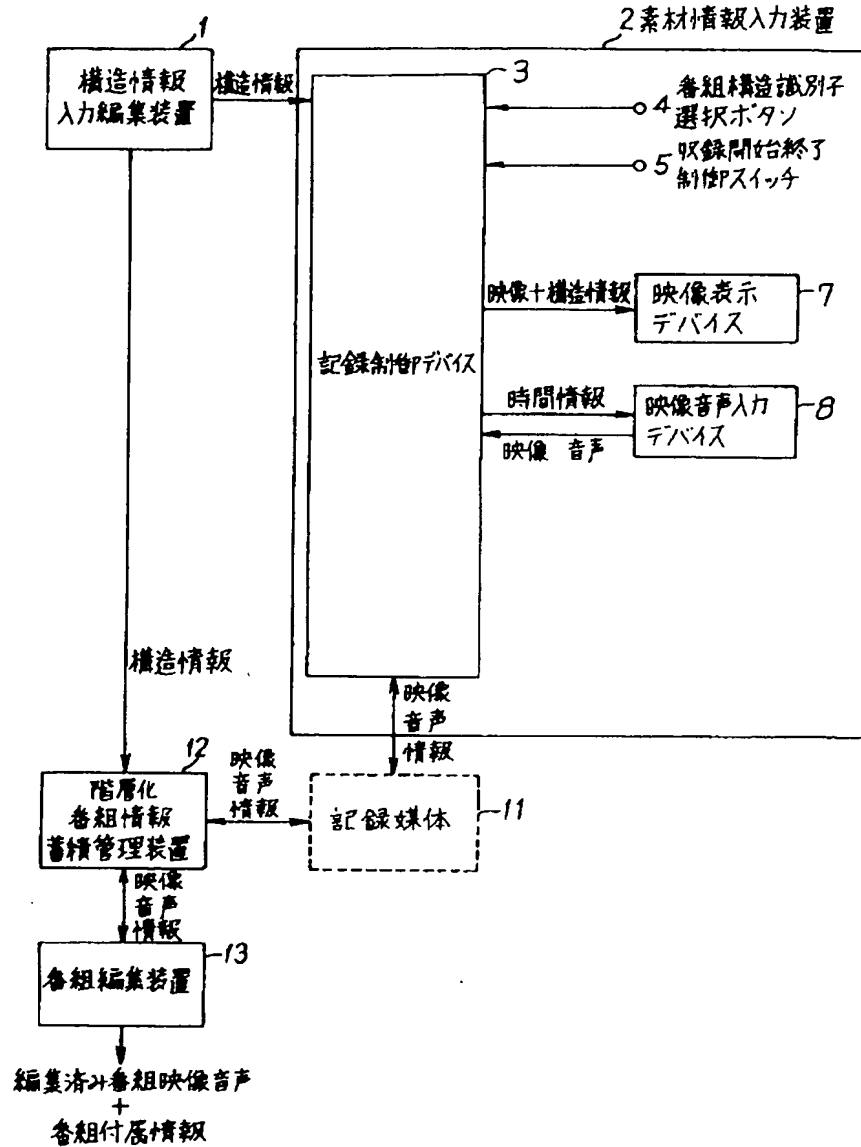 2 素材情報入力装置
1
構造情報
入力編集装置
構造情報
3
4 番組構造識別子
選択ボタン
5 収録開始終了
制御スイッチ
映像+構造情報
映像表示
デバイス
7
記録制御デバイス
時間情報
映像 音声
映像音声入力
デバイス
8
構造情報
映像
音声
情報
12
階層化
番組情報
蓄積管理装置
映像
音声
情報
記録媒体
11
映像
音声
情報
13
番組編集装置
編集済み番組映像音声
+
番組付属情報